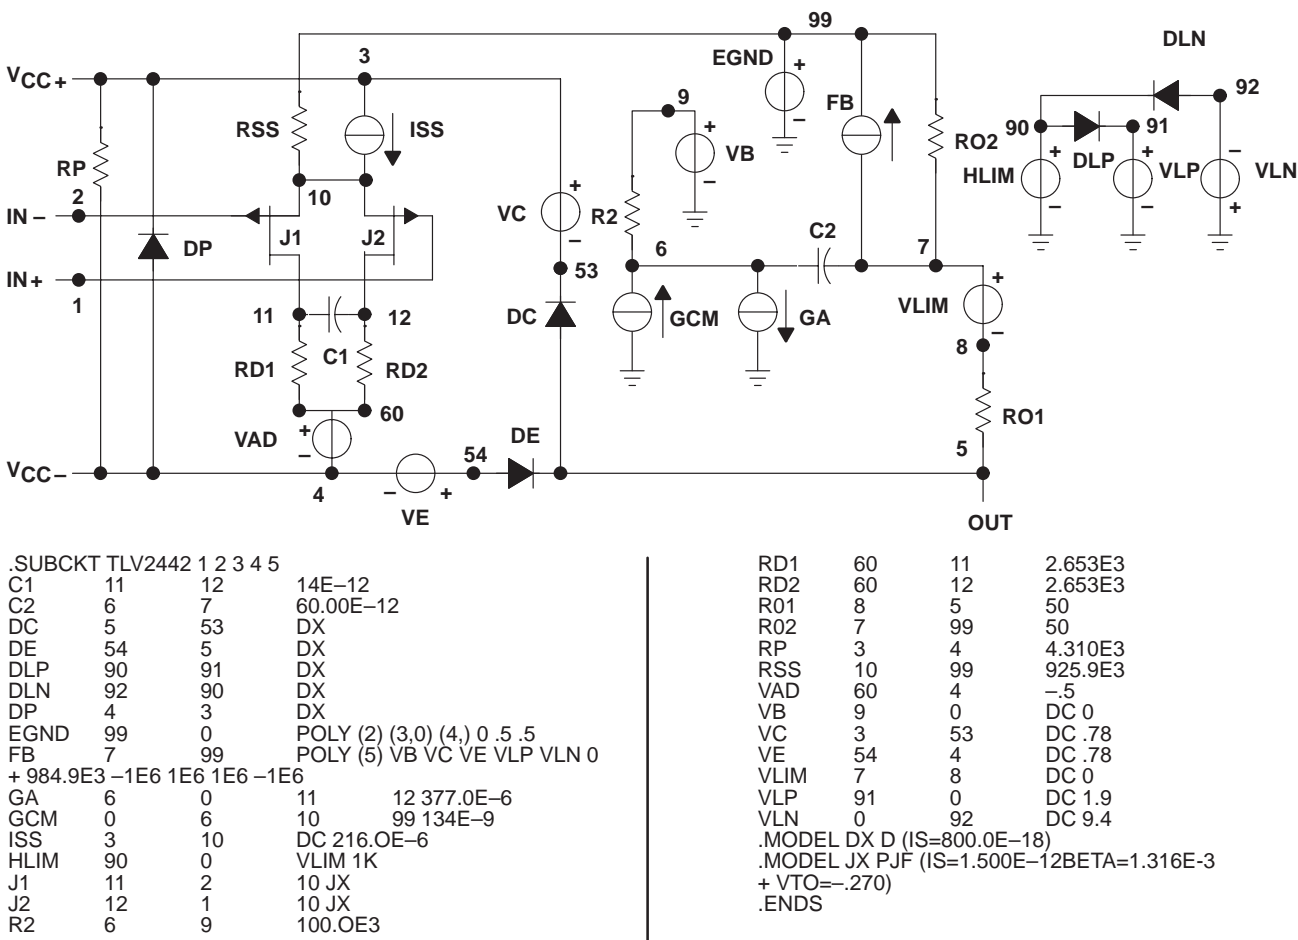 99
DLN
3
EGND
+
VCC+
92
9
FB
RSS
ISS
+
90
91
RO2
VB
RP
10
HLIM
DLP
VLP
VLN
2
IN –
VC
R2
C2
J1
J2
DP
6
7
IN+
53
1
GCM
GA
VLIM
11
12
DC
8
C1
RD1
RD2
RO1
60
VAD
DE
54
5
VCC–
4
VE
OUT
.SUBCKT TLV2442 1 2 3 4 5
C1 11 12 14E–12
C2 6 7 60.00E–12
DC 5 53 DX
DE 54 5 DX
DLP 90 91 DX
DLN 92 90 DX
DP 4 3 DX
EGND 99 0 POLY (2) (3,0) (4,) 0 .5 .5
FB 7 99 POLY (5) VB VC VE VLP VLN 0
+ 984.9E3 –1E6 1E6 1E6 –1E6
GA 6 0 11 12 377.0E–6
GCM 0 6 10 99 134E–9
ISS 3 10 DC 216.OE–6
HLIM 90 0 VLIM 1K
J1 11 2 10 JX
J2 12 1 10 JX
R2 6 9 100.OE3
RD1 60 11 2.653E3
RD2 60 12 2.653E3
R01 8 5 50
R02 7 99 50
RP 3 4 4.310E3
RSS 10 99 925.9E3
VAD 60 4 –.5
VB 9 0 DC 0
VC 3 53 DC .78
VE 54 4 DC .78
VLIM 7 8 DC 0
VLP 91 0 DC 1.9
VLN 0 92 DC 9.4
.MODEL DX D (IS=800.0E–18)
.MODEL JX PJF (IS=1.500E–12BETA=1.316E-3
+ VTO=–.270)
.ENDS